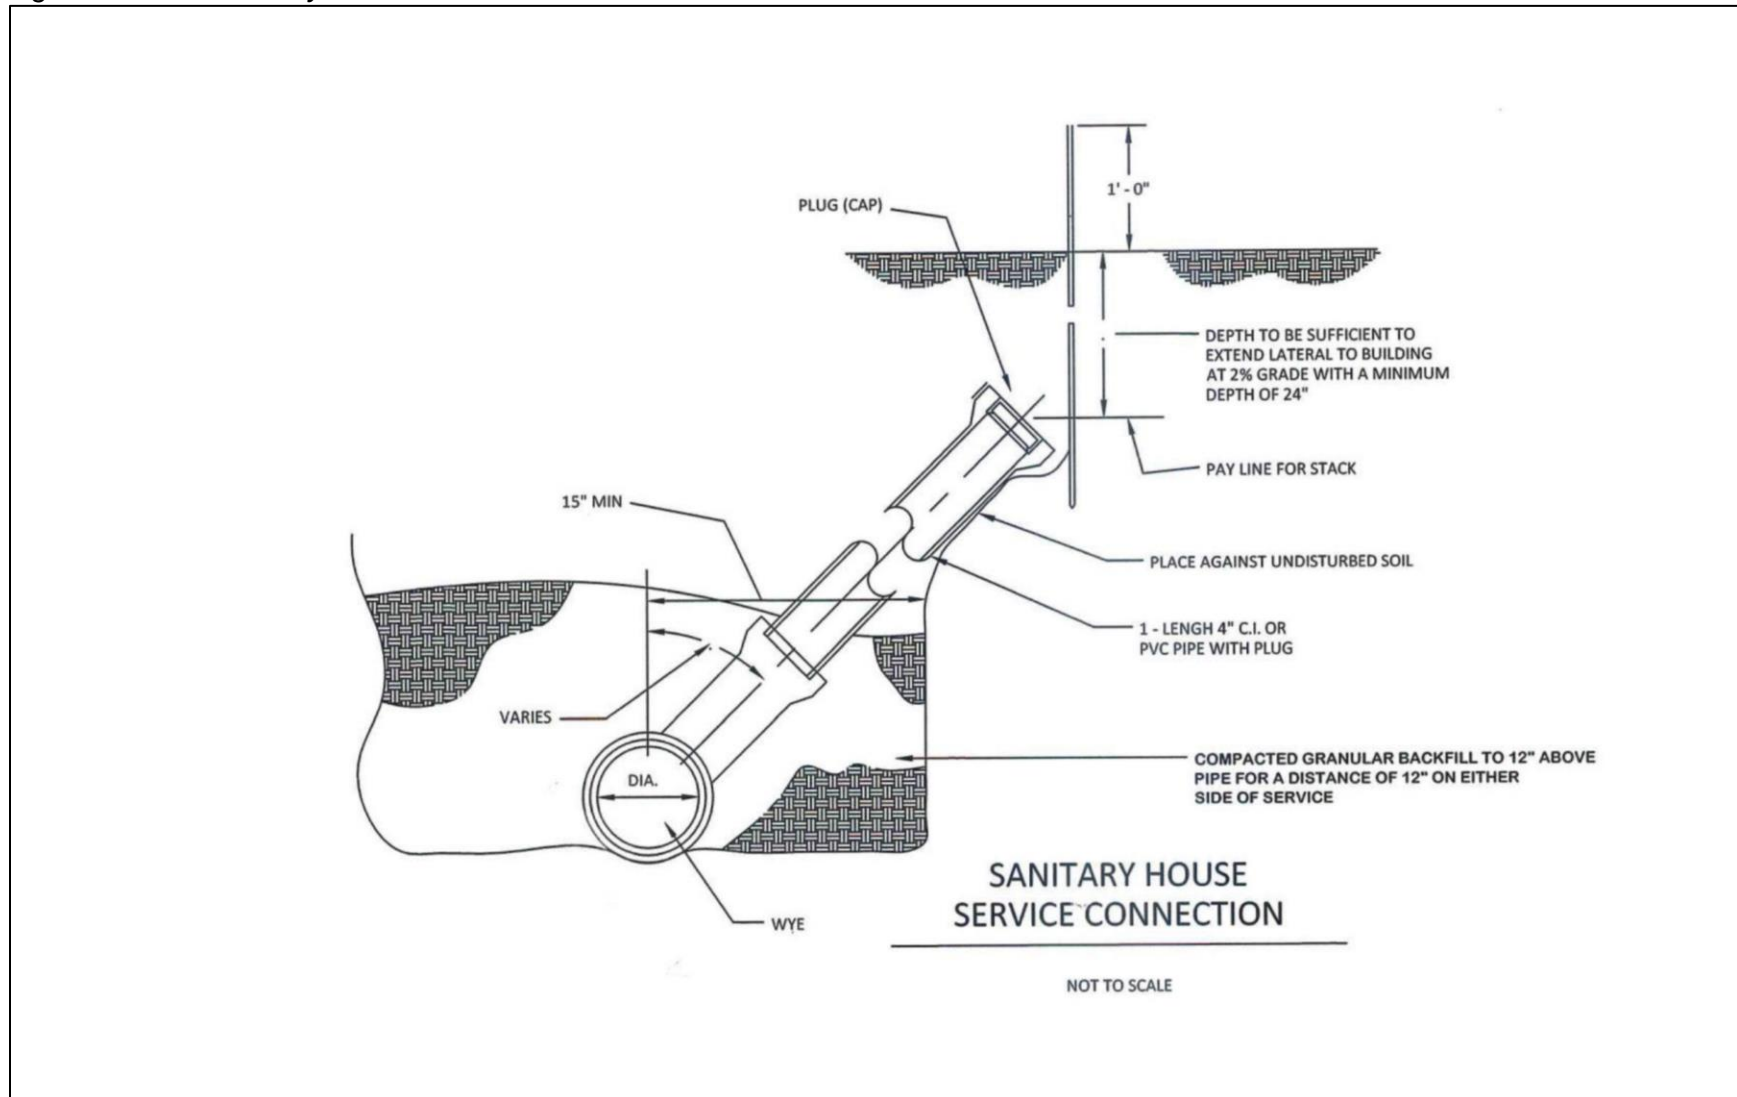 1' - 0"
PLUG (CAP)
DEPTH TO BE SUFFICIENT TO
EXTEND LATERAL TO BUILDING
AT 2% GRADE WITH A MINIMUM
DEPTH OF 24"
PAY LINE FOR STACK
15" MIN
PLACE AGAINST UNDISTURBED SOIL
1 - LENGH 4" C.I. OR
PVC PIPE WITH PLUG
VARIES
COMPACTED GRANULAR BACKFILL TO 12" ABOVE
PIPE FOR A DISTANCE OF 12" ON EITHER
SIDE OF SERVICE
DIA.
WYE
SANITARY HOUSE
SERVICE CONNECTION
NOT TO SCALE